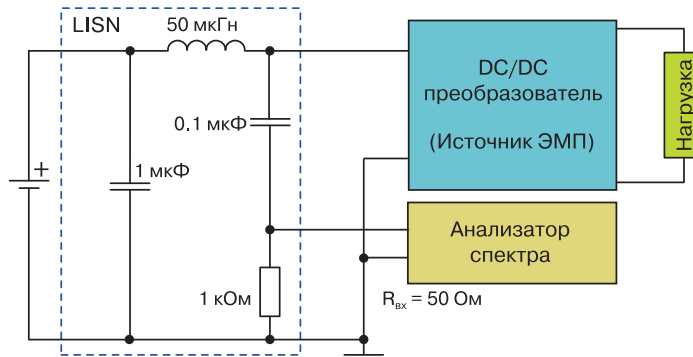 LISN
50 мкГн
DC/DC
преобразователь
(Источник ЭМП)
Нагрузка
0.1 мкФ
+
1 мкФ
Анализатор
спектра
1 кОм
Rвх = 50 Ом